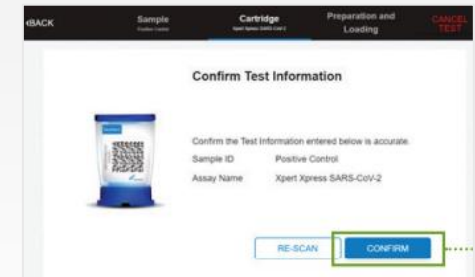 ‹BACK
Sample
Positive Control
Cartridge
Xpert Xpress SARS-CoV-2
Preparation and
Loading
CANCEL
TEST
Confirm Test Information
Confirm the Test Information entered below is accurate.
Sample ID Positive Control
Assay Name Xpert Xpress SARS-CoV-2
RE-SCAN
CONFIRM